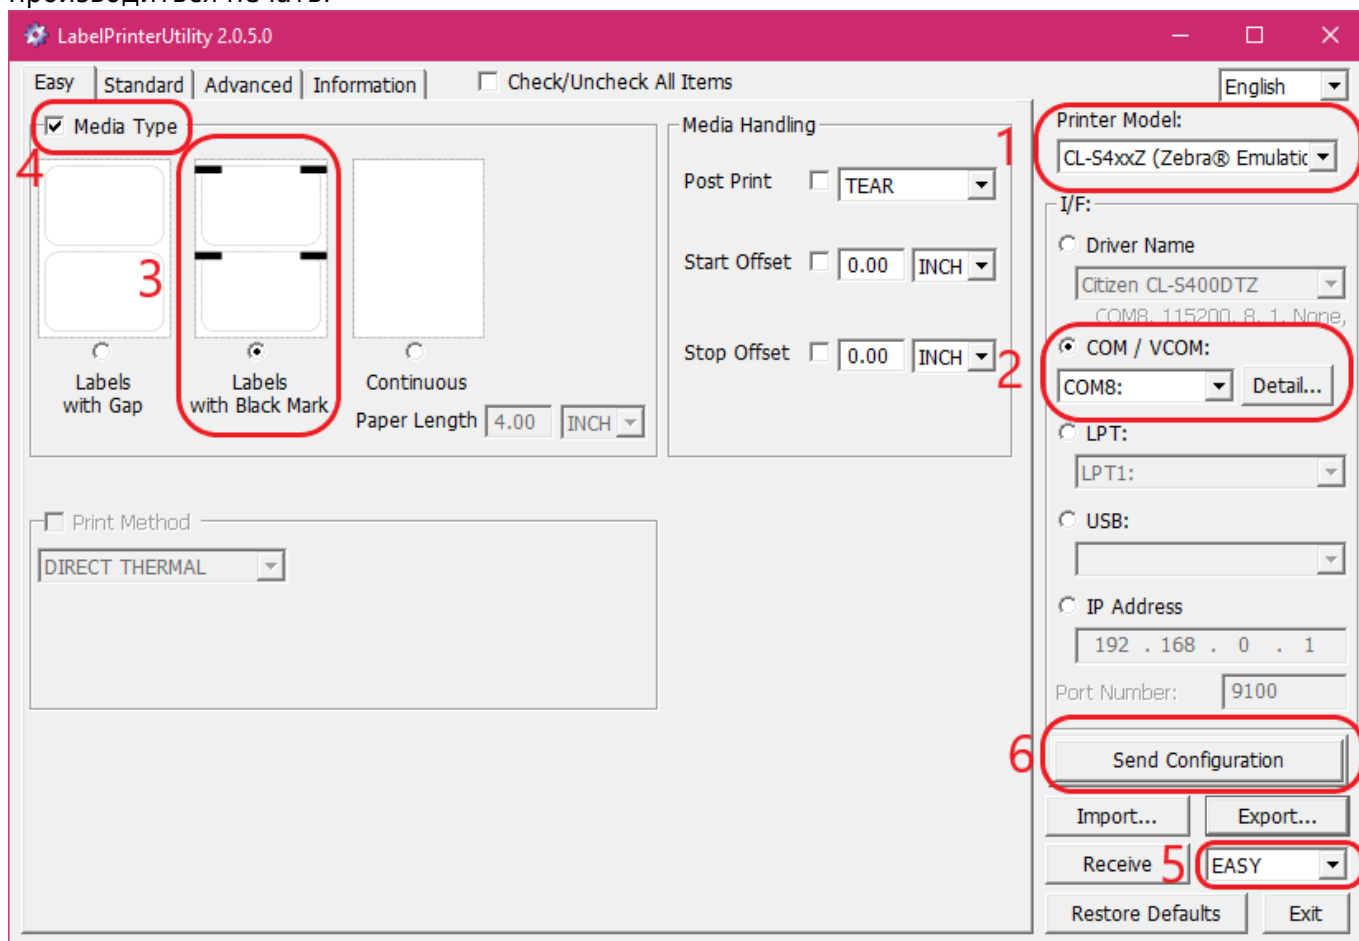 производиться печать.
LabelPrinterUtility 2.0.5.0
Easy Standard Advanced Information Check/Uncheck All Items English
4 Media Type
3
Labels with Gap
Labels with Black Mark
Continuous
Paper Length 4.00 INCH
Media Handling
Post Print TEAR
Start Offset 0.00 INCH
Stop Offset 0.00 INCH
Print Method
DIRECT THERMAL
1 Printer Model:
CL-S4xxZ (Zebra® Emulatic
I/F:
Driver Name
Citizen CL-S400DTZ
COM8, 115200, 8, 1, None,
2 COM / VCOM:
COM8: Detail...
LPT:
LPT1:
USB:
IP Address
192 . 168 . 0 . 1
Port Number: 9100
6 Send Configuration
Import... Export...
Receive 5 EASY
Restore Defaults Exit